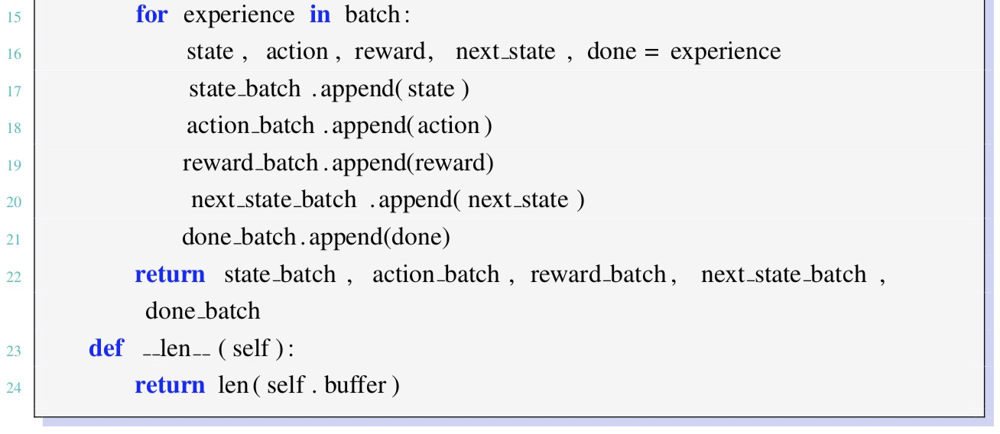 15 for experience in batch:
16 state , action , reward, next_state , done = experience
17 state_batch .append( state )
18 action_batch .append(action)
19 reward_batch.append(reward)
20 next_state_batch .append( next_state )
21 done_batch.append(done)
22 return state_batch , action_batch , reward_batch, next_state_batch ,
done_batch
23 def __len__ ( self ):
24 return len( self . buffer )